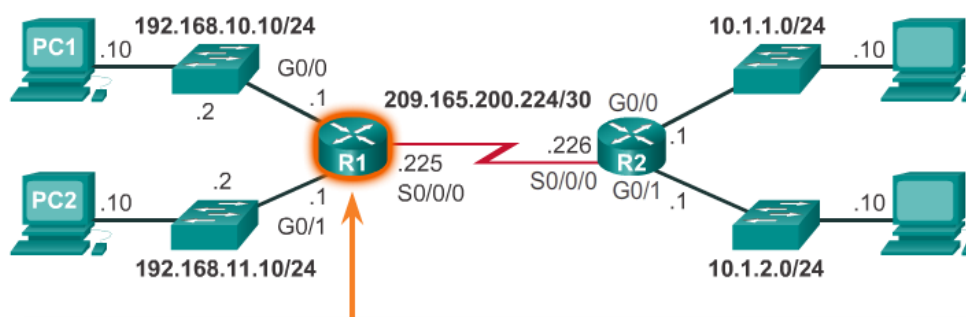 192.168.10.10/24
PC1
.10
G0/0
.2
.1
209.165.200.224/30
R1
.225
S0/0/0
PC2
.10
.2
.1
G0/1
192.168.11.10/24
10.1.1.0/24
.10
G0/0
.1
.226
R2
S0/0/0
G0/1
.1
.10
10.1.2.0/24